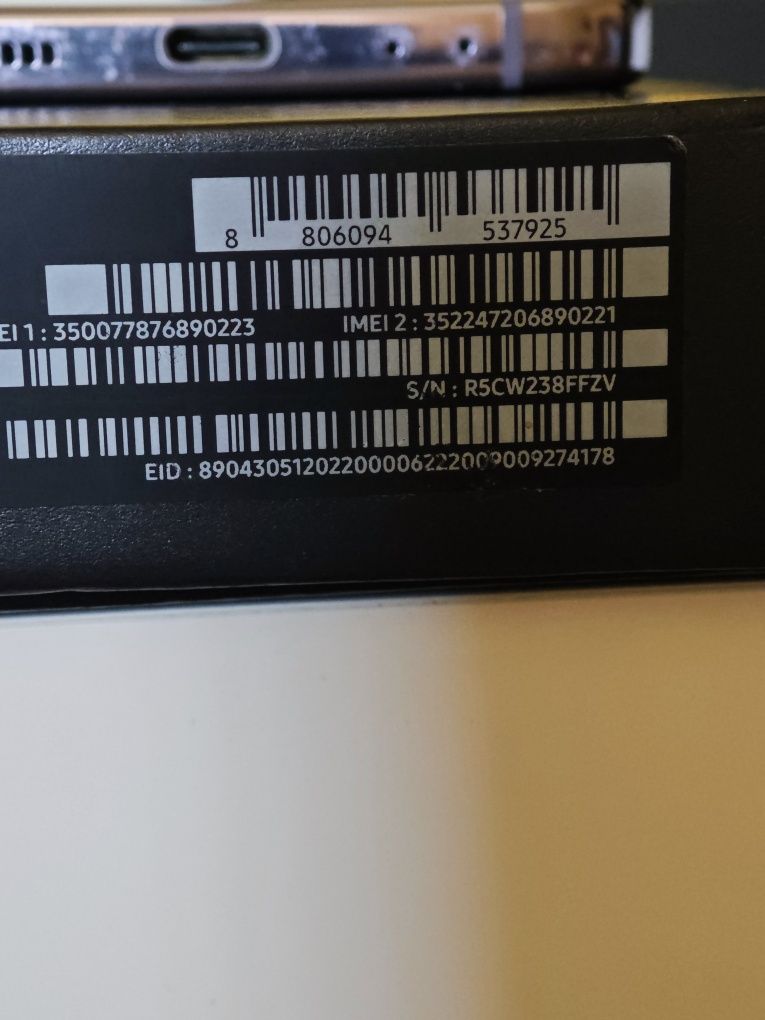 8 806094 537925
EI 1 : 350077876890223 IMEI 2 : 352247206890221
S/N : R5CW238FFZV
EID : 89043051202200006222009009274178